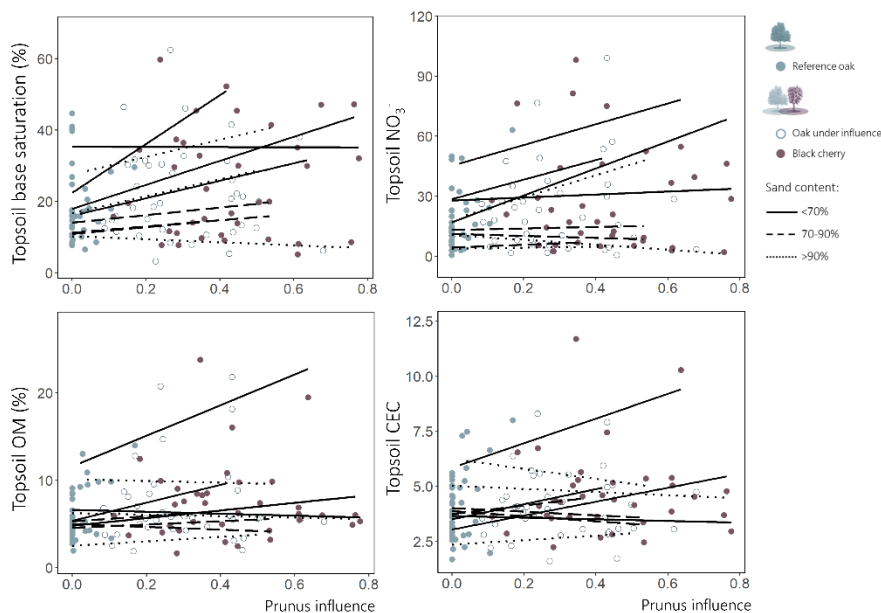 Topsoil base saturation (%)
60
40
20
0
0.0 0.2 0.4 0.6 0.8
Topsoil NO3-
120
90
60
30
0
0.0 0.2 0.4 0.6 0.8
Reference oak
Oak under influence
Black cherry
Sand content:
<70%
70-90%
>90%
Topsoil OM (%)
20
10
0
0.0 0.2 0.4 0.6 0.8
Prunus influence
Topsoil CEC
12.5
10.0
7.5
5.0
2.5
0.0 0.2 0.4 0.6 0.8
Prunus influence